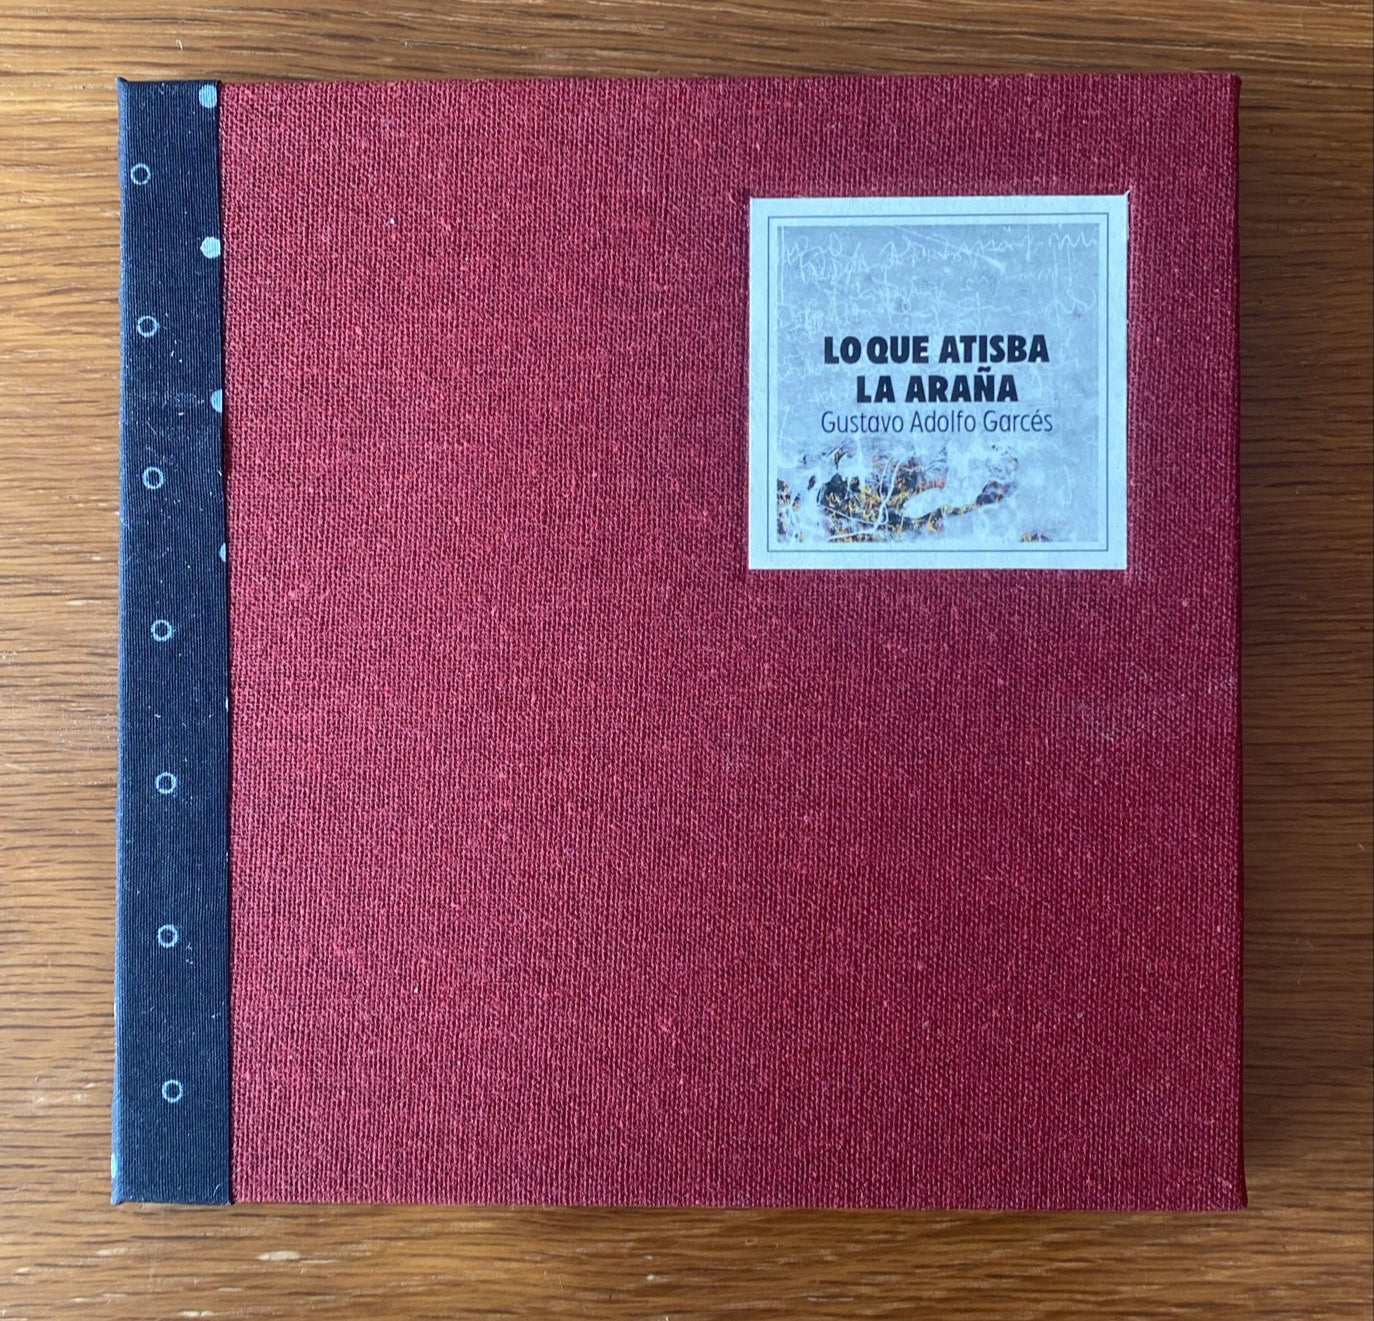 LO QUE ATISBA
LA ARAÑA
Gustavo Adolfo Garcés